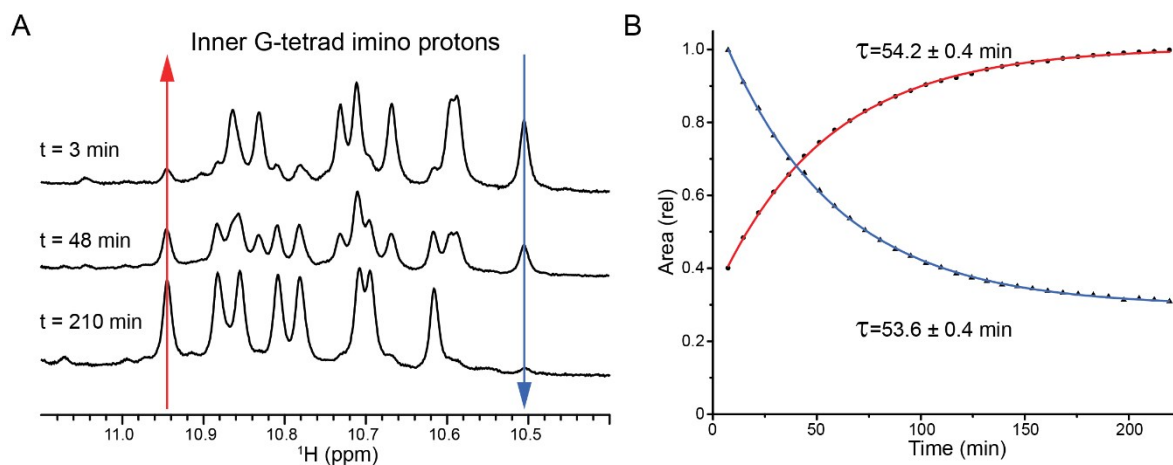 A
Inner G-tetrad imino protons
t = 3 min
t = 48 min
t = 210 min
11.0 10.9 10.8 10.7 10.6 10.5
¹H (ppm)
B
τ=54.2 ± 0.4 min
τ=53.6 ± 0.4 min
1.0
0.8
0.6
0.4
0.2
0
Area (rel)
0 50 100 150 200
Time (min)